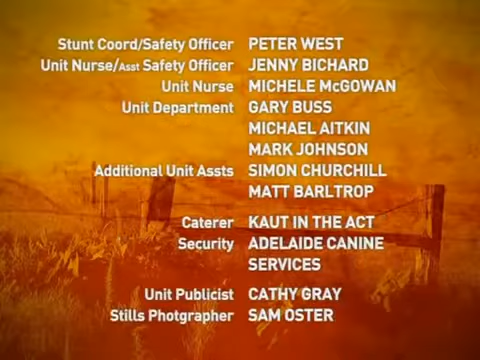 Stunt Coord/Safety Officer PETER WEST
Unit Nurse/Asst Safety Officer JENNY BICHARD
Unit Nurse MICHELE McGOWAN
Unit Department GARY BUSS
MICHAEL AITKIN
MARK JOHNSON
Additional Unit Assts SIMON CHURCHILL
MATT BARLTROP
Caterer KAUT IN THE ACT
Security ADELAIDE CANINE
SERVICES
Unit Publicist CATHY GRAY
Stills Photgrapher SAM OSTER